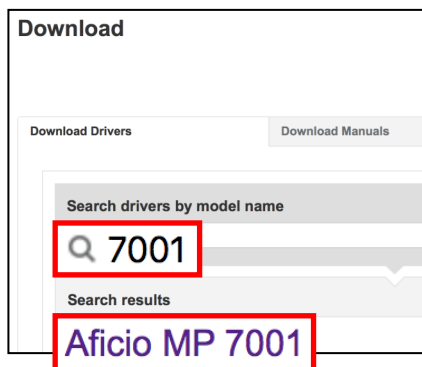 Download
Download Drivers
Download Manuals
Search drivers by model name
7001
Search results
Aficio MP 7001